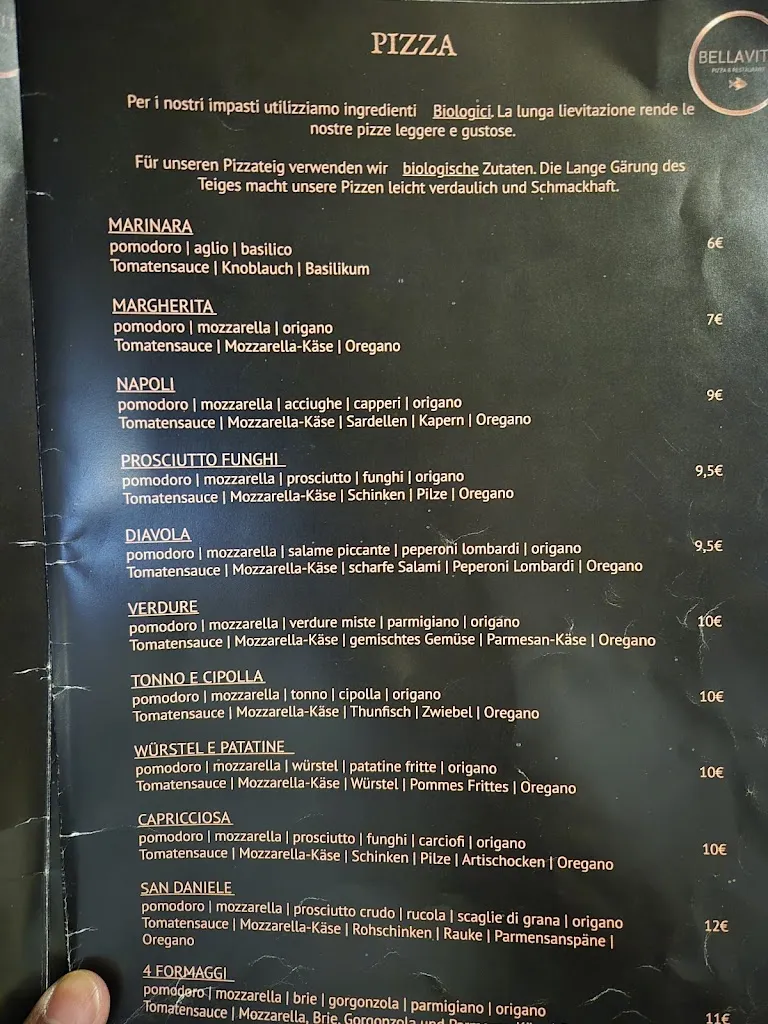 PIZZA
BELLAVIT
PIZZA & RESTAURANT
Per i nostri impasti utilizziamo ingredienti Biologici. La lunga lievitazione rende le
nostre pizze leggere e gustose.
Für unseren Pizzateig verwenden wir biologische Zutaten. Die Lange Gärung des
Teiges macht unsere Pizzen leicht verdaulich und Schmackhaft.
MARINARA
pomodoro | aglio | basilico
6€
Tomatensauce | Knoblauch | Basilikum
MARGHERITA
pomodoro | mozzarella | origano
7€
Tomatensauce | Mozzarella-Käse | Oregano
NAPOLI
pomodoro | mozzarella | acciughe | capperi | origano
9€
Tomatensauce | Mozzarella-Käse | Sardellen | Kapern | Oregano
PROSCIUTTO FUNGHI
pomodoro | mozzarella | prosciutto | funghi | origano
9,5€
Tomatensauce | Mozzarella-Käse | Schinken | Pilze | Oregano
DIAVOLA
pomodoro | mozzarella | salame piccante | peperoni lombardi | origano
9,5€
Tomatensauce | Mozzarella-Käse | scharfe Salami | Peperoni Lombardi | Oregano
VERDURE
pomodoro | mozzarella | verdure miste | parmigiano | origano
10€
Tomatensauce | Mozzarella-Käse | gemischtes Gemüse | Parmesan-Käse | Oregano
TONNO E CIPOLLA
pomodoro | mozzarella | tonno | cipolla | origano
10€
Tomatensauce | Mozzarella-Käse | Thunfisch | Zwiebel | Oregano
WÜRSTEL E PATATINE
pomodoro | mozzarella | würstel | patatine fritte | origano
10€
Tomatensauce | Mozzarella-Käse | Würstel | Pommes Frittes | Oregano
CAPRICCIOSA
pomodoro | mozzarella | prosciutto | funghi | carciofi | origano
10€
Tomatensauce | Mozzarella-Käse | Schinken | Pilze | Artischocken | Oregano
SAN DANIELE
pomodoro | mozzarella | prosciutto crudo | rucola | scaglie di grana | origano
12€
Tomatensauce | Mozzarella-Käse | Rohschinken | Rauke | Parmensanspäne |
Oregano
4 FORMAGGI
pomodoro | mozzarella | brie | gorgonzola | parmigiano | origano
11€
Tomatensauce | Mozzarella, Brie, Gorgonzola und